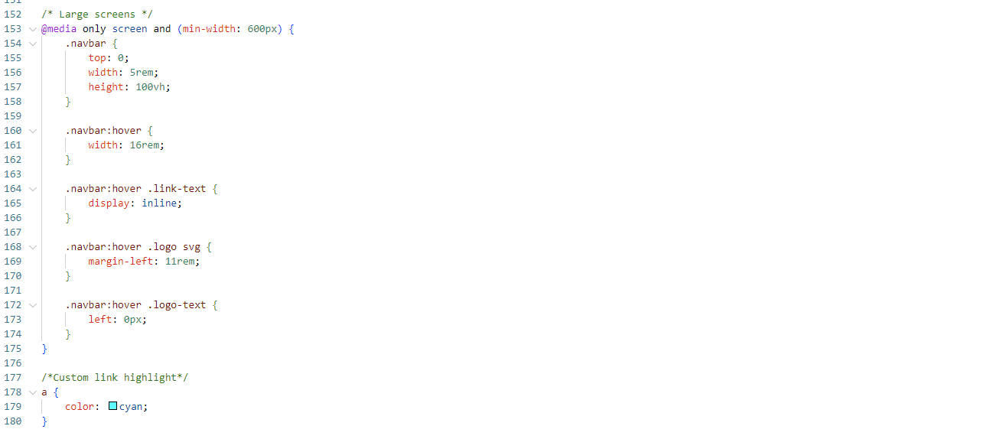 151
152 /* Large screens */
153 @media only screen and (min-width: 600px) {
154 .navbar {
155 top: 0;
156 width: 5rem;
157 height: 100vh;
158 }
159
160 .navbar:hover {
161 width: 16rem;
162 }
163
164 .navbar:hover .link-text {
165 display: inline;
166 }
167
168 .navbar:hover .logo svg {
169 margin-left: 11rem;
170 }
171
172 .navbar:hover .logo-text {
173 left: 0px;
174 }
175 }
176
177 /*Custom link highlight*/
178 a {
179 color: cyan;
180 }